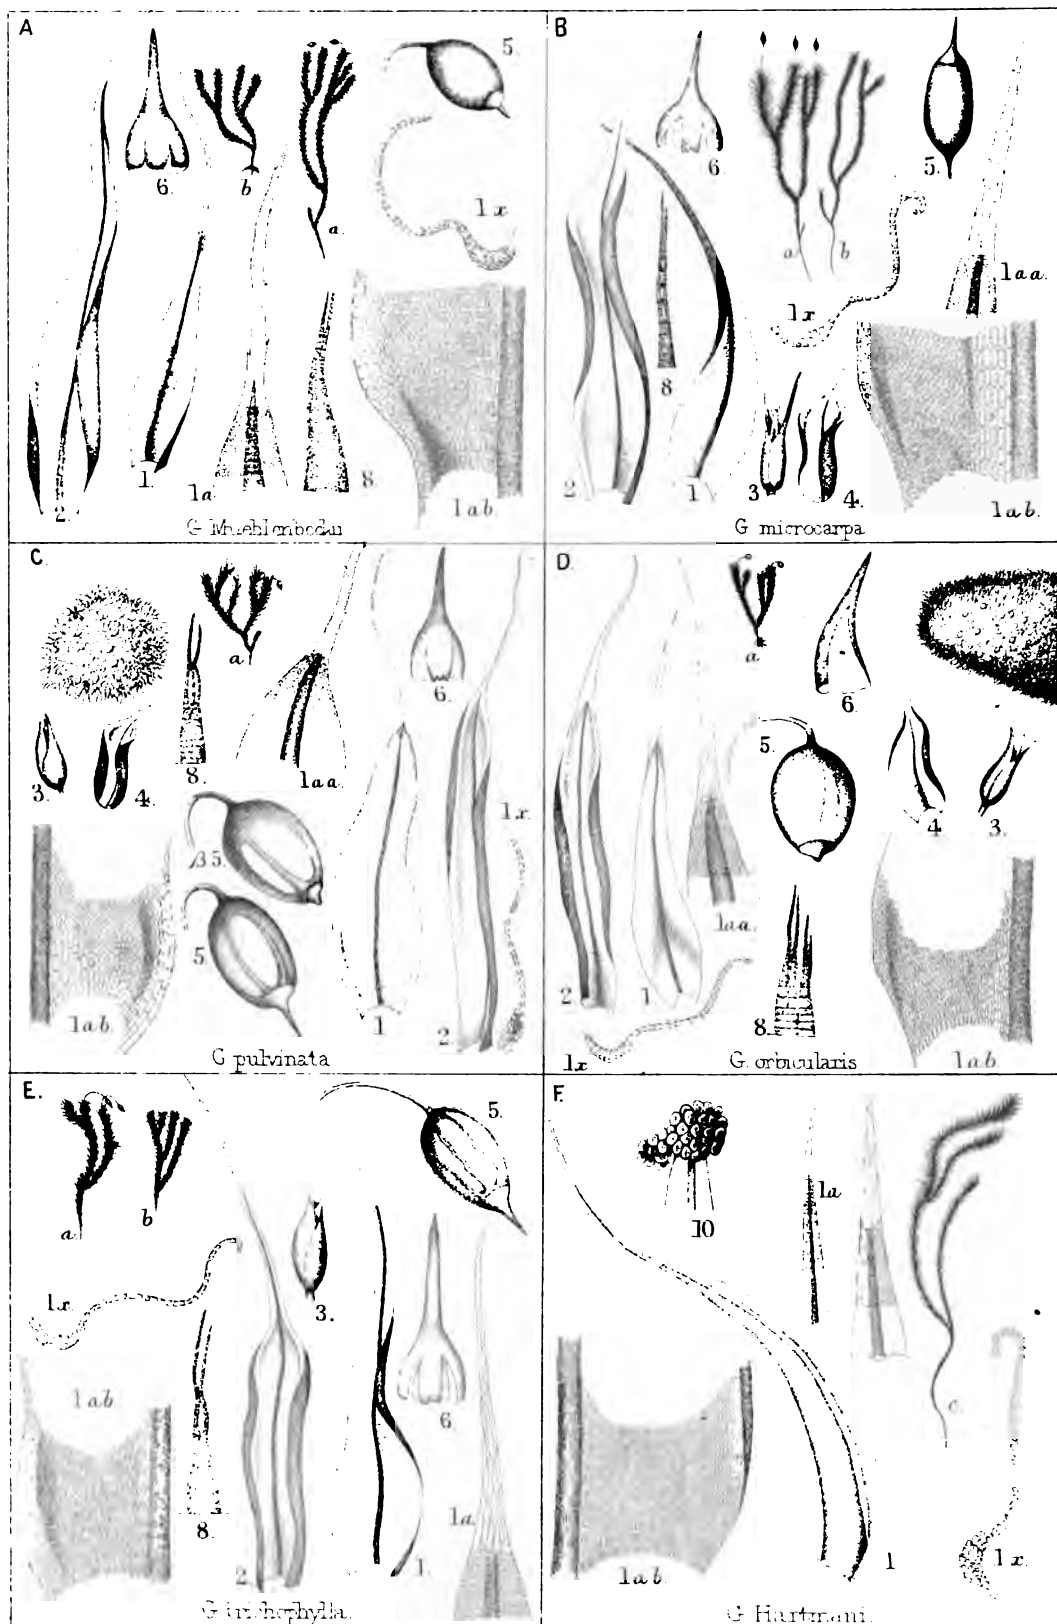 A
6.
b
a.
5.
1x
2.
1.
1a
8.
1ab.
B
6.
a
b
5.
1aa.
1x
8
2
1
3
4.
1ab.
G. microcarpa
C.
a
6.
3.
4.
8.
1aa.
β5.
5
1x.
1ab.
1
2
G. pulvinata
D.
a
6.
5.
4
3.
1aa.
2
1
8.
1x
1ab.
G. orbicularis
E.
a
b
5.
1x.
3.
6
1ab.
8.
2.
1a.
1.
G. trichophylla.
F.
10
1a
c.
1ab.
1
1x.
G. Hartmani.